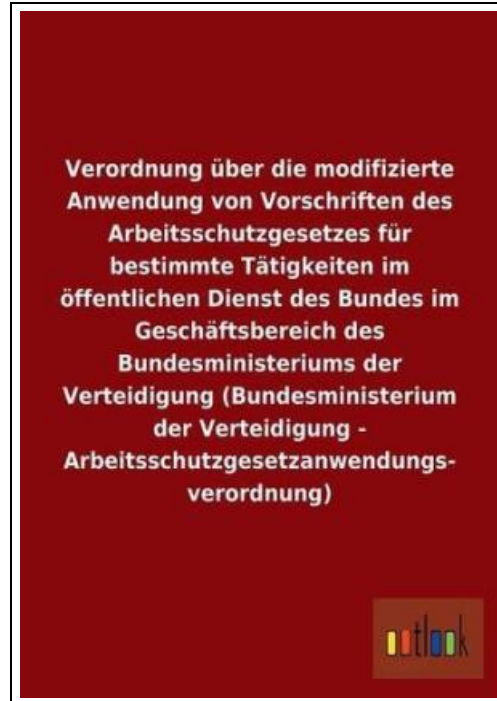 Verordnung über die modifizierte
Anwendung von Vorschriften des
Arbeitsschutzgesetzes für
bestimmte Tätigkeiten im
öffentlichen Dienst des Bundes im
Geschäftsbereich des
Bundesministeriums der
Verteidigung (Bundesministerium
der Verteidigung -
Arbeitsschutzgesetzanwendungs-
verordnung)
outlook